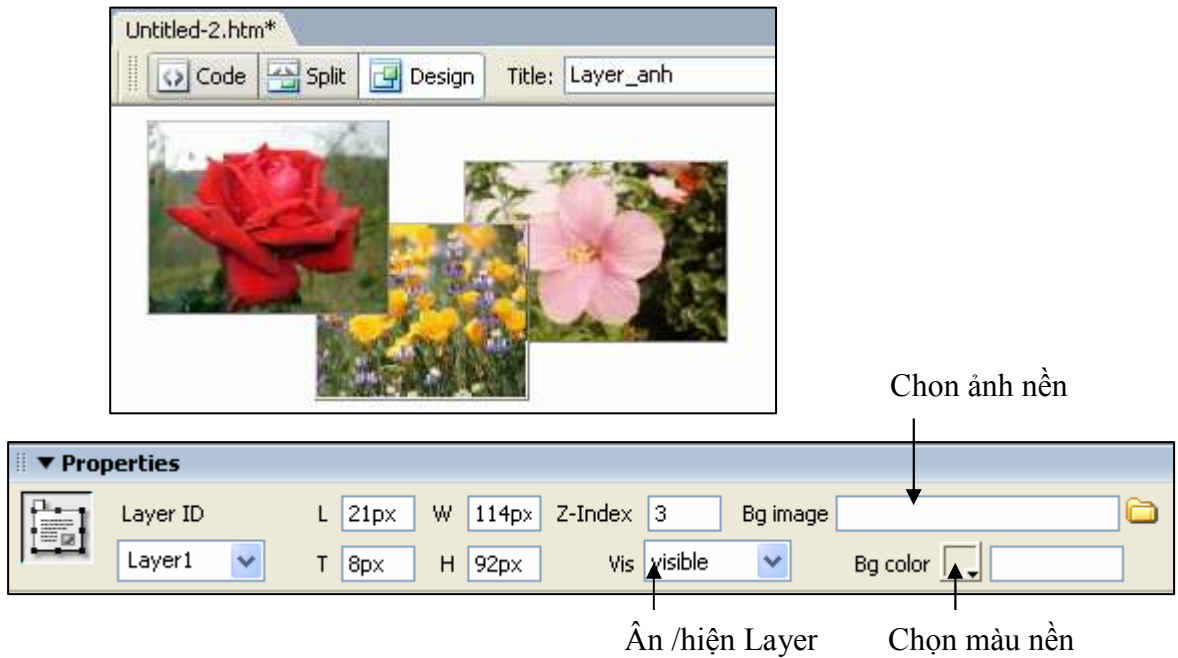 Untitled-2.htm*
Code Split Design Title: Layer_anh
Chon ảnh nền
Properties
Layer ID L 21px W 114px Z-Index 3 Bg image
Layer1 T 8px H 92px Vis visible Bg color
Ân /hiện Layer Chọn màu nền